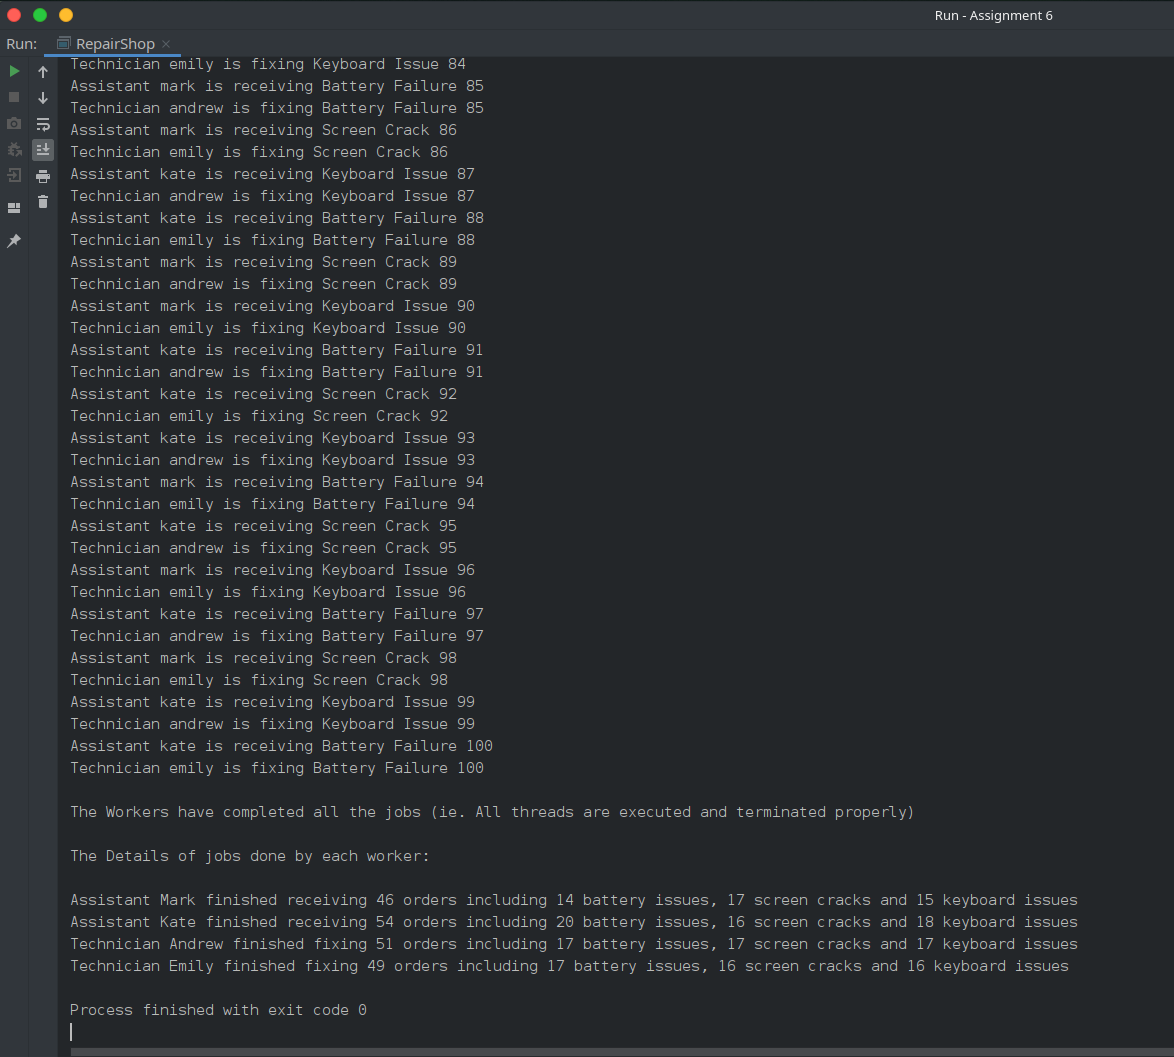 Run - Assignment 6
Run: RepairShop
Technician emily is fixing Keyboard Issue 84
Assistant mark is receiving Battery Failure 85
Technician andrew is fixing Battery Failure 85
Assistant mark is receiving Screen Crack 86
Technician emily is fixing Screen Crack 86
Assistant kate is receiving Keyboard Issue 87
Technician andrew is fixing Keyboard Issue 87
Assistant kate is receiving Battery Failure 88
Technician emily is fixing Battery Failure 88
Assistant mark is receiving Screen Crack 89
Technician andrew is fixing Screen Crack 89
Assistant mark is receiving Keyboard Issue 90
Technician emily is fixing Keyboard Issue 90
Assistant kate is receiving Battery Failure 91
Technician andrew is fixing Battery Failure 91
Assistant kate is receiving Screen Crack 92
Technician emily is fixing Screen Crack 92
Assistant kate is receiving Keyboard Issue 93
Technician andrew is fixing Keyboard Issue 93
Assistant mark is receiving Battery Failure 94
Technician emily is fixing Battery Failure 94
Assistant kate is receiving Screen Crack 95
Technician andrew is fixing Screen Crack 95
Assistant mark is receiving Keyboard Issue 96
Technician emily is fixing Keyboard Issue 96
Assistant kate is receiving Battery Failure 97
Technician andrew is fixing Battery Failure 97
Assistant mark is receiving Screen Crack 98
Technician emily is fixing Screen Crack 98
Assistant kate is receiving Keyboard Issue 99
Technician andrew is fixing Keyboard Issue 99
Assistant kate is receiving Battery Failure 100
Technician emily is fixing Battery Failure 100
The Workers have completed all the jobs (ie. All threads are executed and terminated properly)
The Details of jobs done by each worker:
Assistant Mark finished receiving 46 orders including 14 battery issues, 17 screen cracks and 15 keyboard issues
Assistant Kate finished receiving 54 orders including 20 battery issues, 16 screen cracks and 18 keyboard issues
Technician Andrew finished fixing 51 orders including 17 battery issues, 17 screen cracks and 17 keyboard issues
Technician Emily finished fixing 49 orders including 17 battery issues, 16 screen cracks and 16 keyboard issues
Process finished with exit code 0